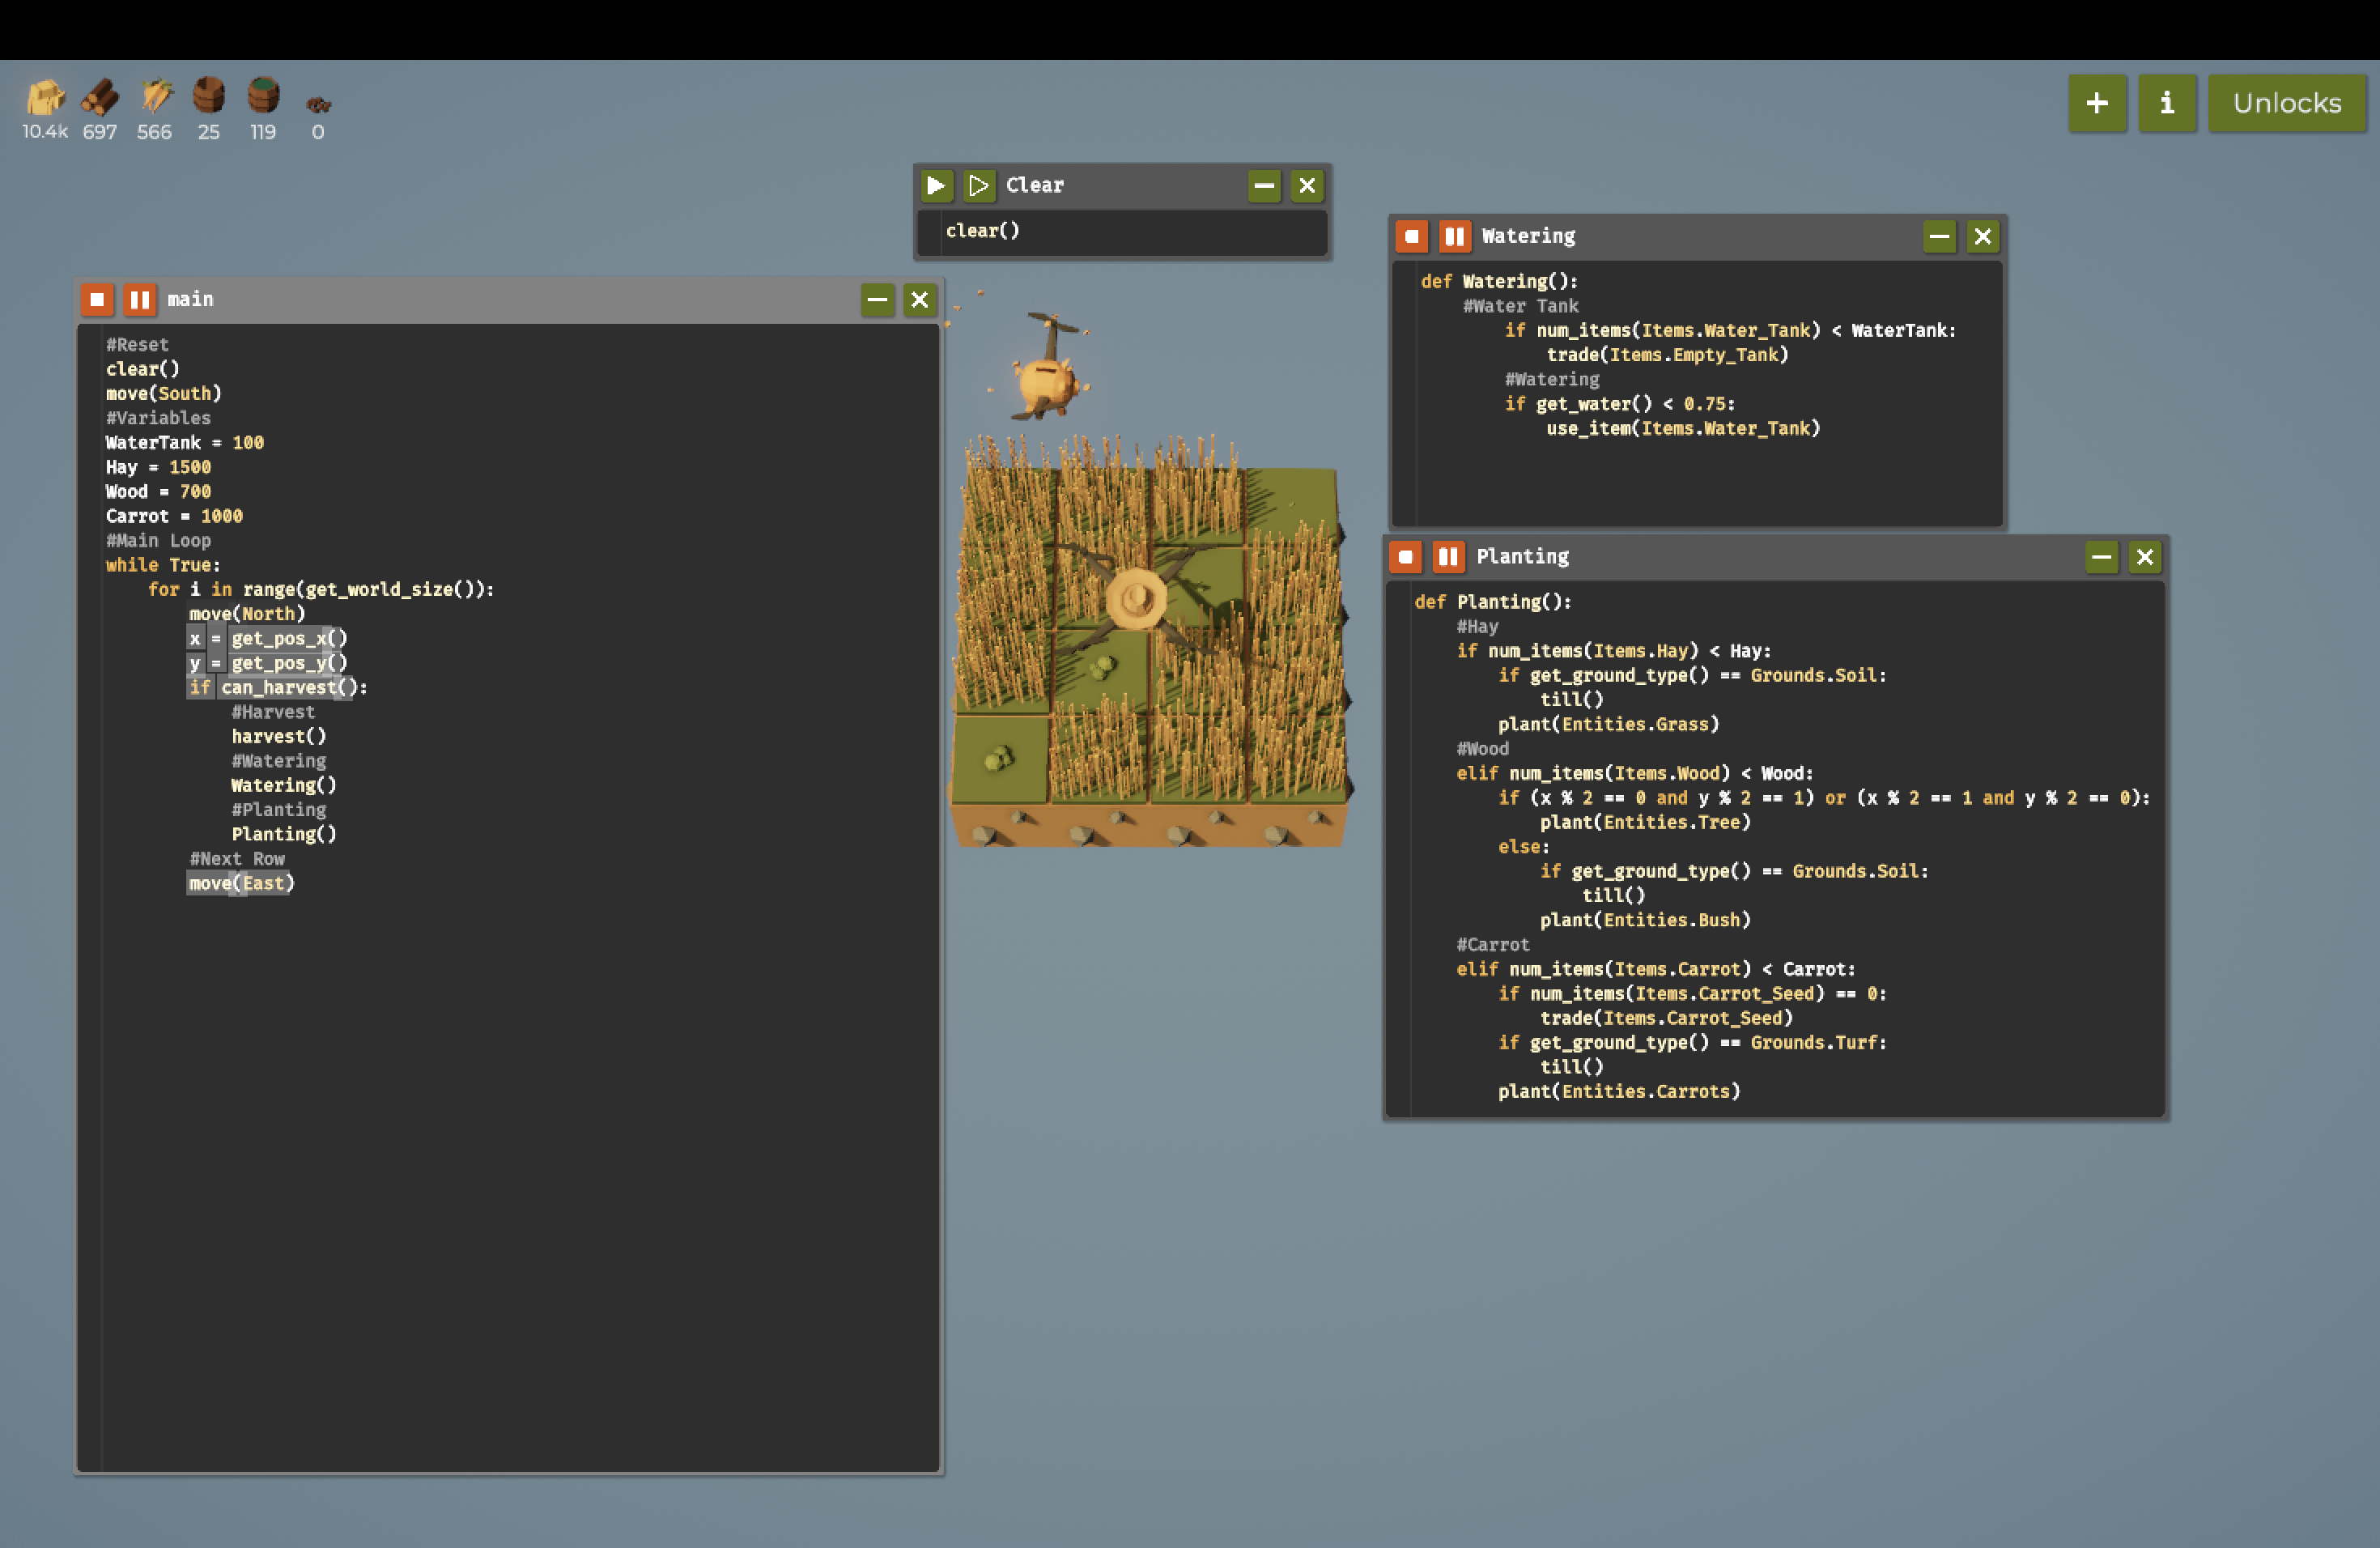 10.4k 697 566 25 119 0
+ i Unlocks
Clear
clear()
main
#Reset
clear()
move(South)
#Variables
WaterTank = 100
Hay = 1500
Wood = 700
Carrot = 1000
#Main Loop
while True:
for i in range(get_world_size()):
move(North)
x = get_pos_x()
y = get_pos_y()
if can_harvest():
#Harvest
harvest()
#Watering
Watering()
#Planting
Planting()
#Next Row
move(East)
Watering
def Watering():
#Water Tank
if num_items(Items.Water_Tank) < WaterTank:
trade(Items.Empty_Tank)
#Watering
if get_water() < 0.75:
use_item(Items.Water_Tank)
Planting
def Planting():
#Hay
if num_items(Items.Hay) < Hay:
if get_ground_type() == Grounds.Soil:
till()
plant(Entities.Grass)
#Wood
elif num_items(Items.Wood) < Wood:
if (x % 2 == 0 and y % 2 == 1) or (x % 2 == 1 and y % 2 == 0):
plant(Entities.Tree)
else:
if get_ground_type() == Grounds.Soil:
till()
plant(Entities.Bush)
#Carrot
elif num_items(Items.Carrot) < Carrot:
if num_items(Items.Carrot_Seed) == 0:
trade(Items.Carrot_Seed)
if get_ground_type() == Grounds.Turf:
till()
plant(Entities.Carrots)